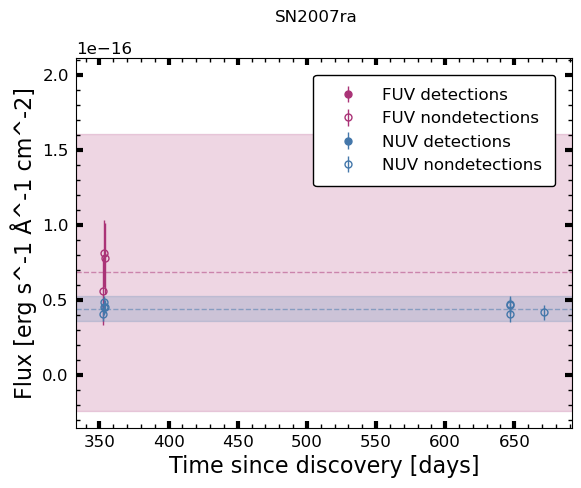 SN2007ra
1e−16
2.0
1.5
1.0
0.5
0.0
Flux [erg s^-1 Å^-1 cm^-2]
FUV detections
FUV nondetections
NUV detections
NUV nondetections
350 400 450 500 550 600 650
Time since discovery [days]